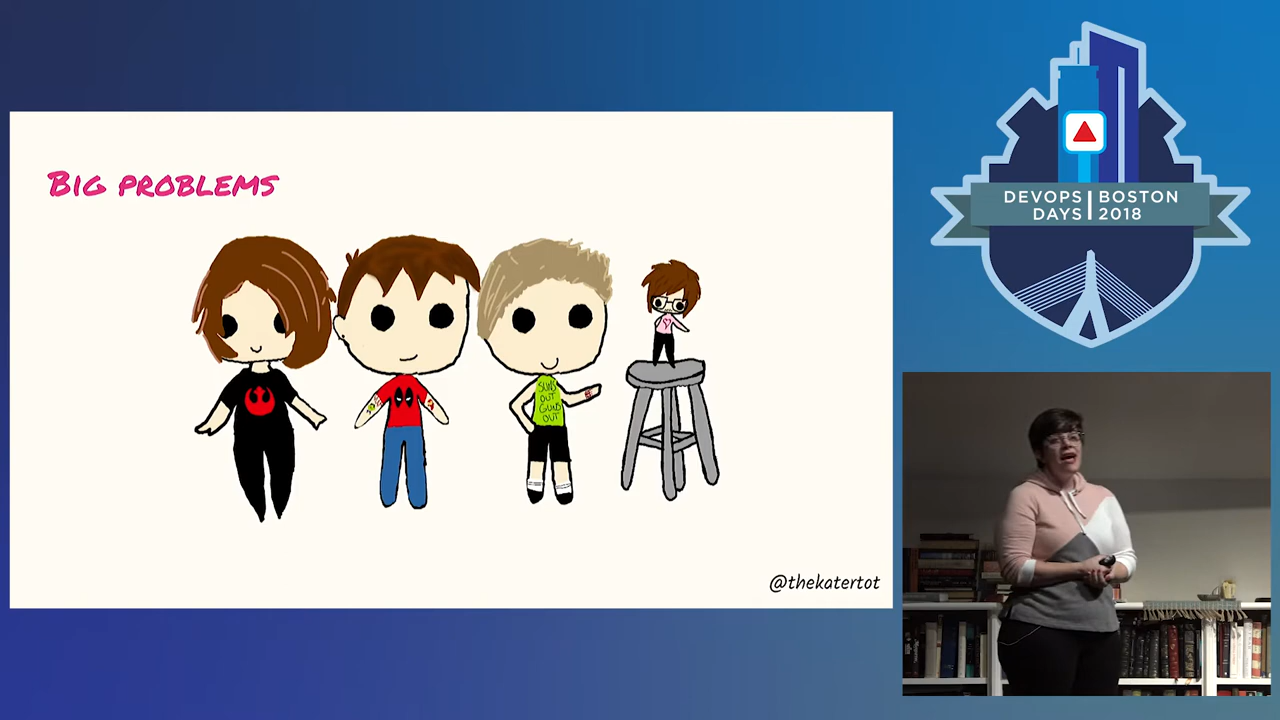 BIG PROBLEMS
SUNS
OUT
GUNS
OUT
@thekatertot
DEVOPS
DAYS
BOSTON
2018